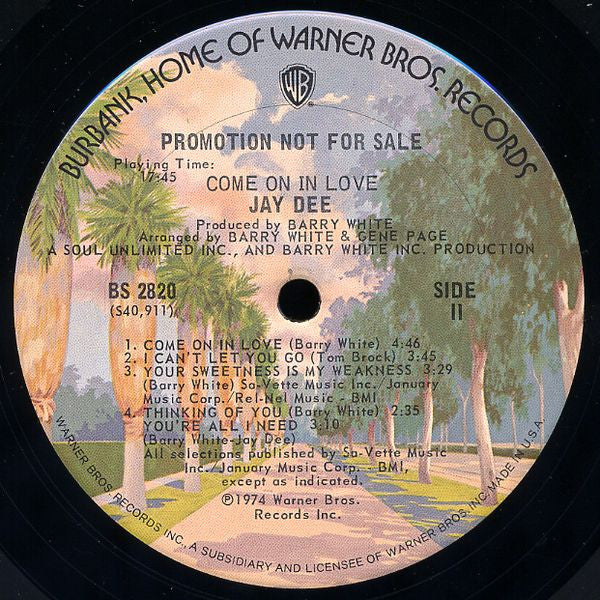 BURBANK, HOME OF WARNER BROS. RECORDS
WB
®
PROMOTION NOT FOR SALE
Playing Time:
17:45
COME ON IN LOVE
JAY DEE
Produced by BARRY WHITE
Arranged by BARRY WHITE & GENE PAGE
A SOUL UNLIMITED INC., AND BARRY WHITE INC. PRODUCTION
BS 2820
(S40,911)
SIDE
II
1. COME ON IN LOVE (Barry White) 4:46
2. I CAN'T LET YOU GO (Tom Brock) 3:45
3. YOUR SWEETNESS IS MY WEAKNESS 3:29
(Barry White) Sa-Vette Music Inc./January
Music Corp./Rel-Nel Music - BMI
4. THINKING OF YOU (Barry White) 2:35
YOU'RE ALL I NEED 3:10
(Barry White-Jay Dee)
All selections published by Sa-Vette Music
Inc./January Music Corp. - BMI,
except as indicated.
℗1974 Warner Bros.
Records Inc.
WARNER BROS. RECORDS INC., A SUBSIDIARY AND LICENSEE OF WARNER BROS. INC. MADE IN U.S.A.